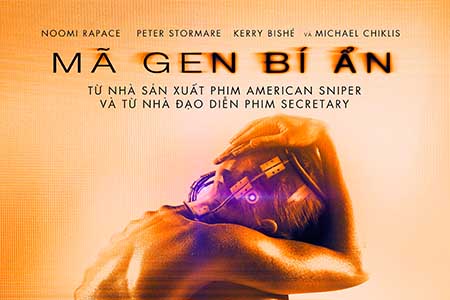 NOOMI RAPACE PETER STORMARE KERRY BISHÉ VÀ MICHAEL CHIKLIS
MÃ GEN BÍ ẨN
TỪ NHÀ SẢN XUẤT PHIM AMERICAN SNIPER
VÀ TỪ NHÀ ĐẠO DIỄN PHIM SECRETARY